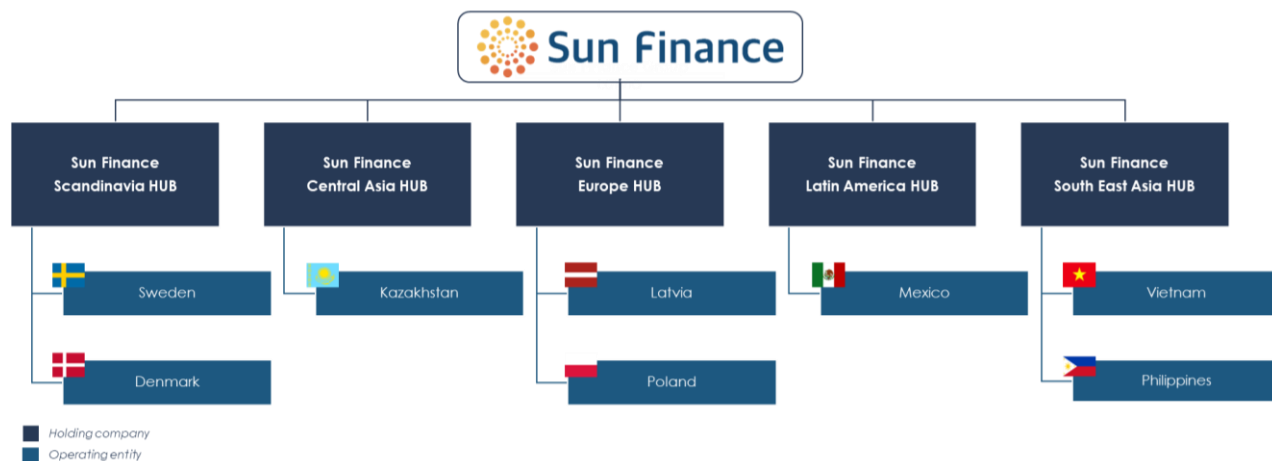 Sun Finance
Sun Finance
Scandinavia HUB
Sun Finance
Central Asia HUB
Sun Finance
Europe HUB
Sun Finance
Latin America HUB
Sun Finance
South East Asia HUB
Sweden
Kazakhstan
Latvia
Mexico
Vietnam
Denmark
Poland
Philippines
Holding company
Operating entity